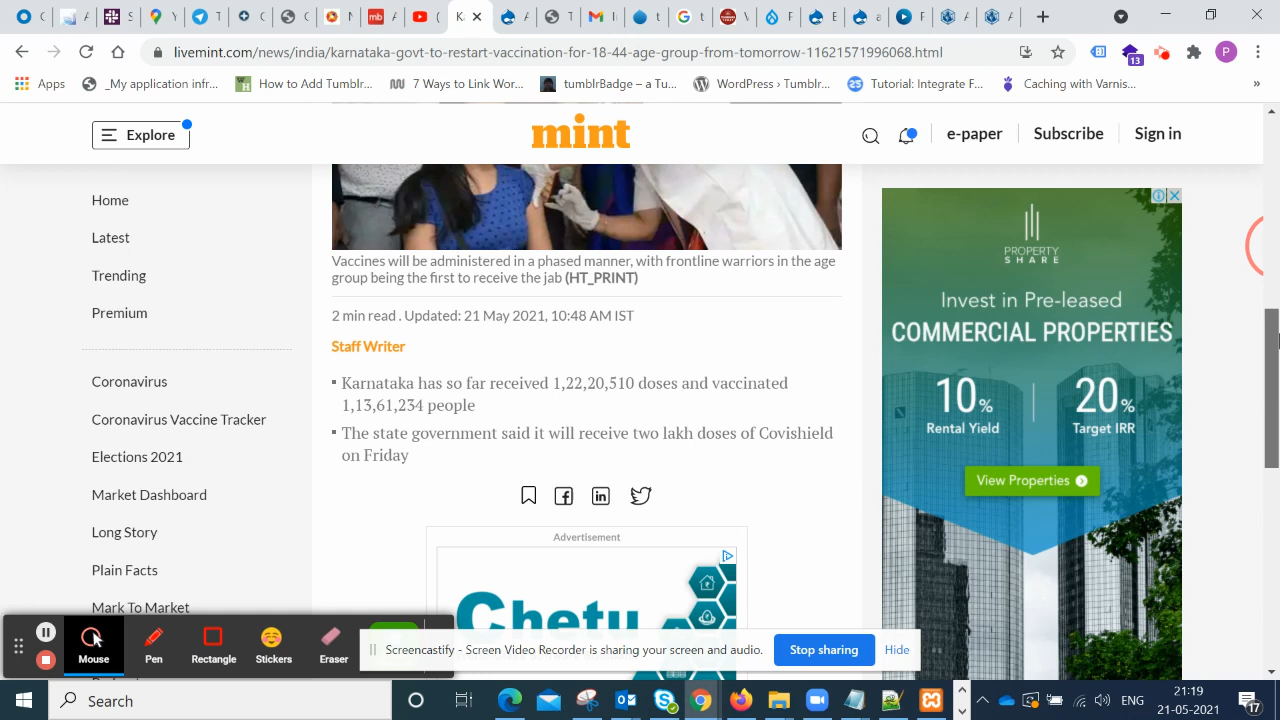 S
T
C
N
mb
(
K
A
T
M
T
G t
T
F
E
a
F
A
A
livemint.com/news/india/karnataka-govt-to-restart-vaccination-for-18-44-age-group-from-tomorrow-11621571996068.html
13
P
Apps
_My application infr...
How to Add Tumblr...
7 Ways to Link Wor...
tumblrBadge – a Tu...
WordPress › Tumblr...
Tutorial: Integrate F...
Caching with Varnis...
»
Explore
mint
e-paper
Subscribe
Sign in
Home
Latest
Trending
Premium
Coronavirus
Coronavirus Vaccine Tracker
Elections 2021
Market Dashboard
Long Story
Plain Facts
Mark To Market
Vaccines will be administered in a phased manner, with frontline warriors in the age
group being the first to receive the jab (HT_PRINT)
2 min read . Updated: 21 May 2021, 10:48 AM IST
Staff Writer
Karnataka has so far received 1,22,20,510 doses and vaccinated
1,13,61,234 people
The state government said it will receive two lakh doses of Covishield
on Friday
Advertisement
Chetu
PROPERTY
SHARE
Invest in Pre-leased
COMMERCIAL PROPERTIES
10% 20%
Rental Yield Target IRR
View Properties
Mouse
Pen
Rectangle
Stickers
Eraser
Screencastify - Screen Video Recorder is sharing your screen and audio.
Stop sharing
Hide
Search
ENG
21:19
21-05-2021
17